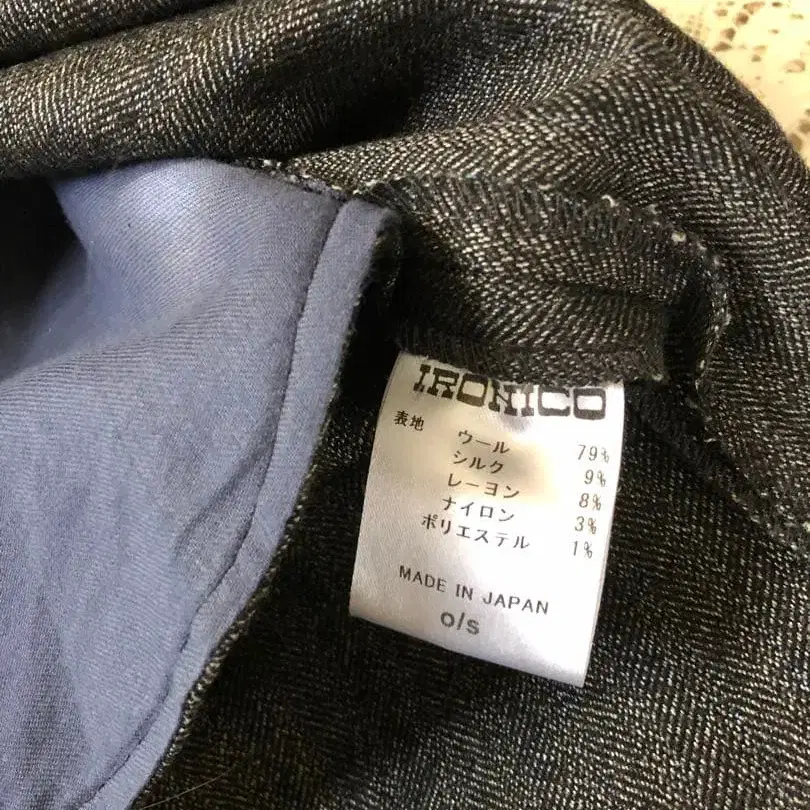 IRONICO
表地
ウール 79%
シルク 9%
レーヨン 8%
ナイロン 3%
ポリエステル 1%
MADE IN JAPAN
o/s